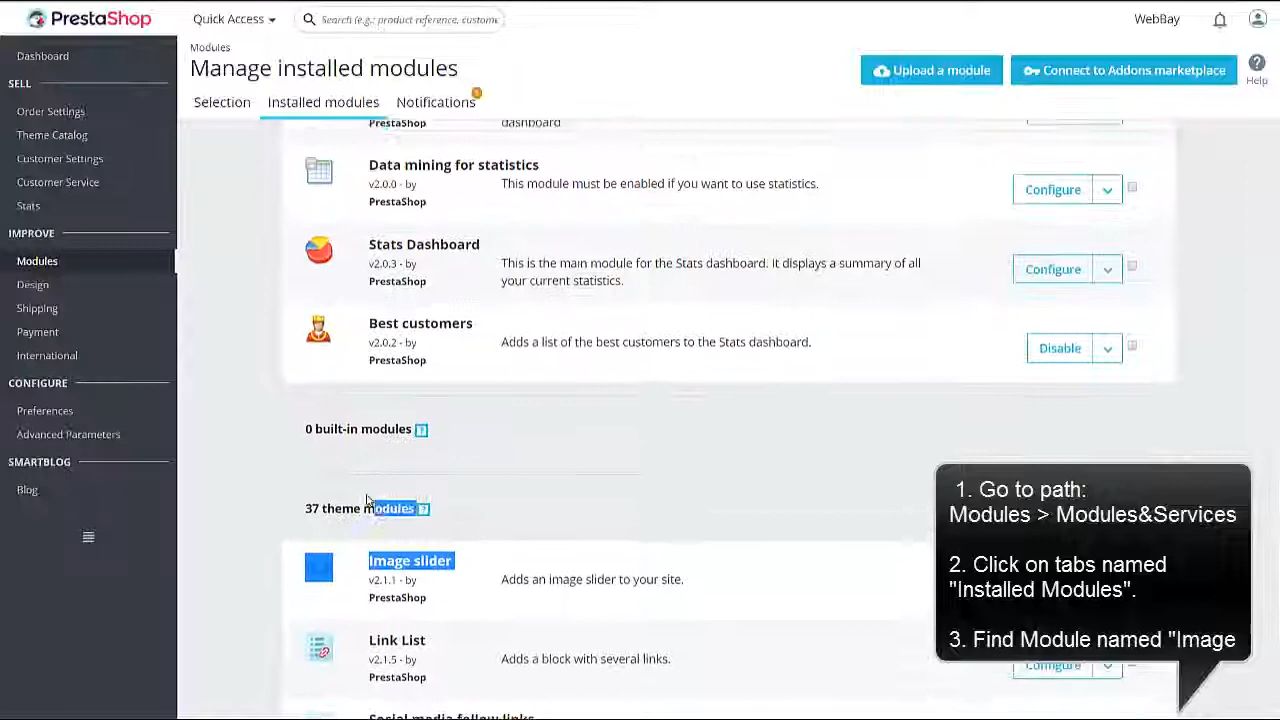 PrestaShop
Quick Access
Search (e.g.: product reference, custome
WebBay
Dashboard
SELL
Order Settings
Theme Catalog
Customer Settings
Customer Service
Stats
IMPROVE
Modules
Design
Shipping
Payment
International
CONFIGURE
Preferences
Advanced Parameters
SMARTBLOG
Blog
Modules
Manage installed modules
Upload a module
Connect to Addons marketplace
Help
Selection
Installed modules
Notifications
PrestaShop
dashboard
Data mining for statistics
v2.0.0 - by
PrestaShop
This module must be enabled if you want to use statistics.
Configure
Stats Dashboard
v2.0.3 - by
PrestaShop
This is the main module for the Stats dashboard. It displays a summary of all
your current statistics.
Configure
Best customers
v2.0.2 - by
PrestaShop
Adds a list of the best customers to the Stats dashboard.
Disable
0 built-in modules ?
37 theme modules ?
Image slider
v2.1.1 - by
PrestaShop
Adds an image slider to your site.
Link List
v2.1.5 - by
PrestaShop
Adds a block with several links.
Configure
Social media follow links
1. Go to path:
Modules > Modules&Services
2. Click on tabs named
"Installed Modules".
3. Find Module named "Image